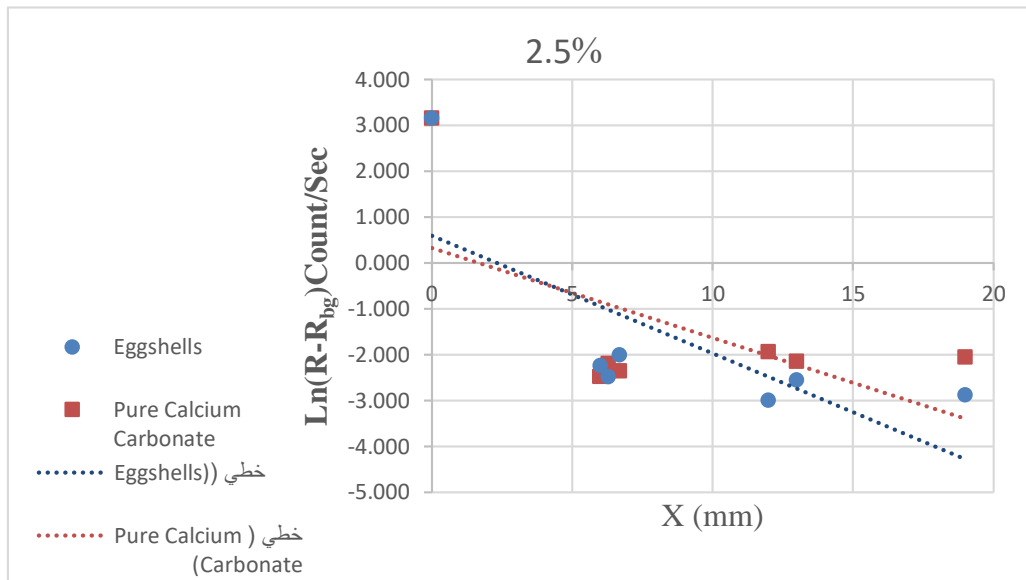 2.5%
4.000
3.000
2.000
1.000
0.000
-1.000
-2.000
-3.000
-4.000
-5.000
0 5 10 15 20
Ln(R-Rbg)Count/Sec
X (mm)
Eggshells
Pure Calcium
Carbonate
Eggshells)) خطي
Pure Calcium ) خطي
(Carbonate